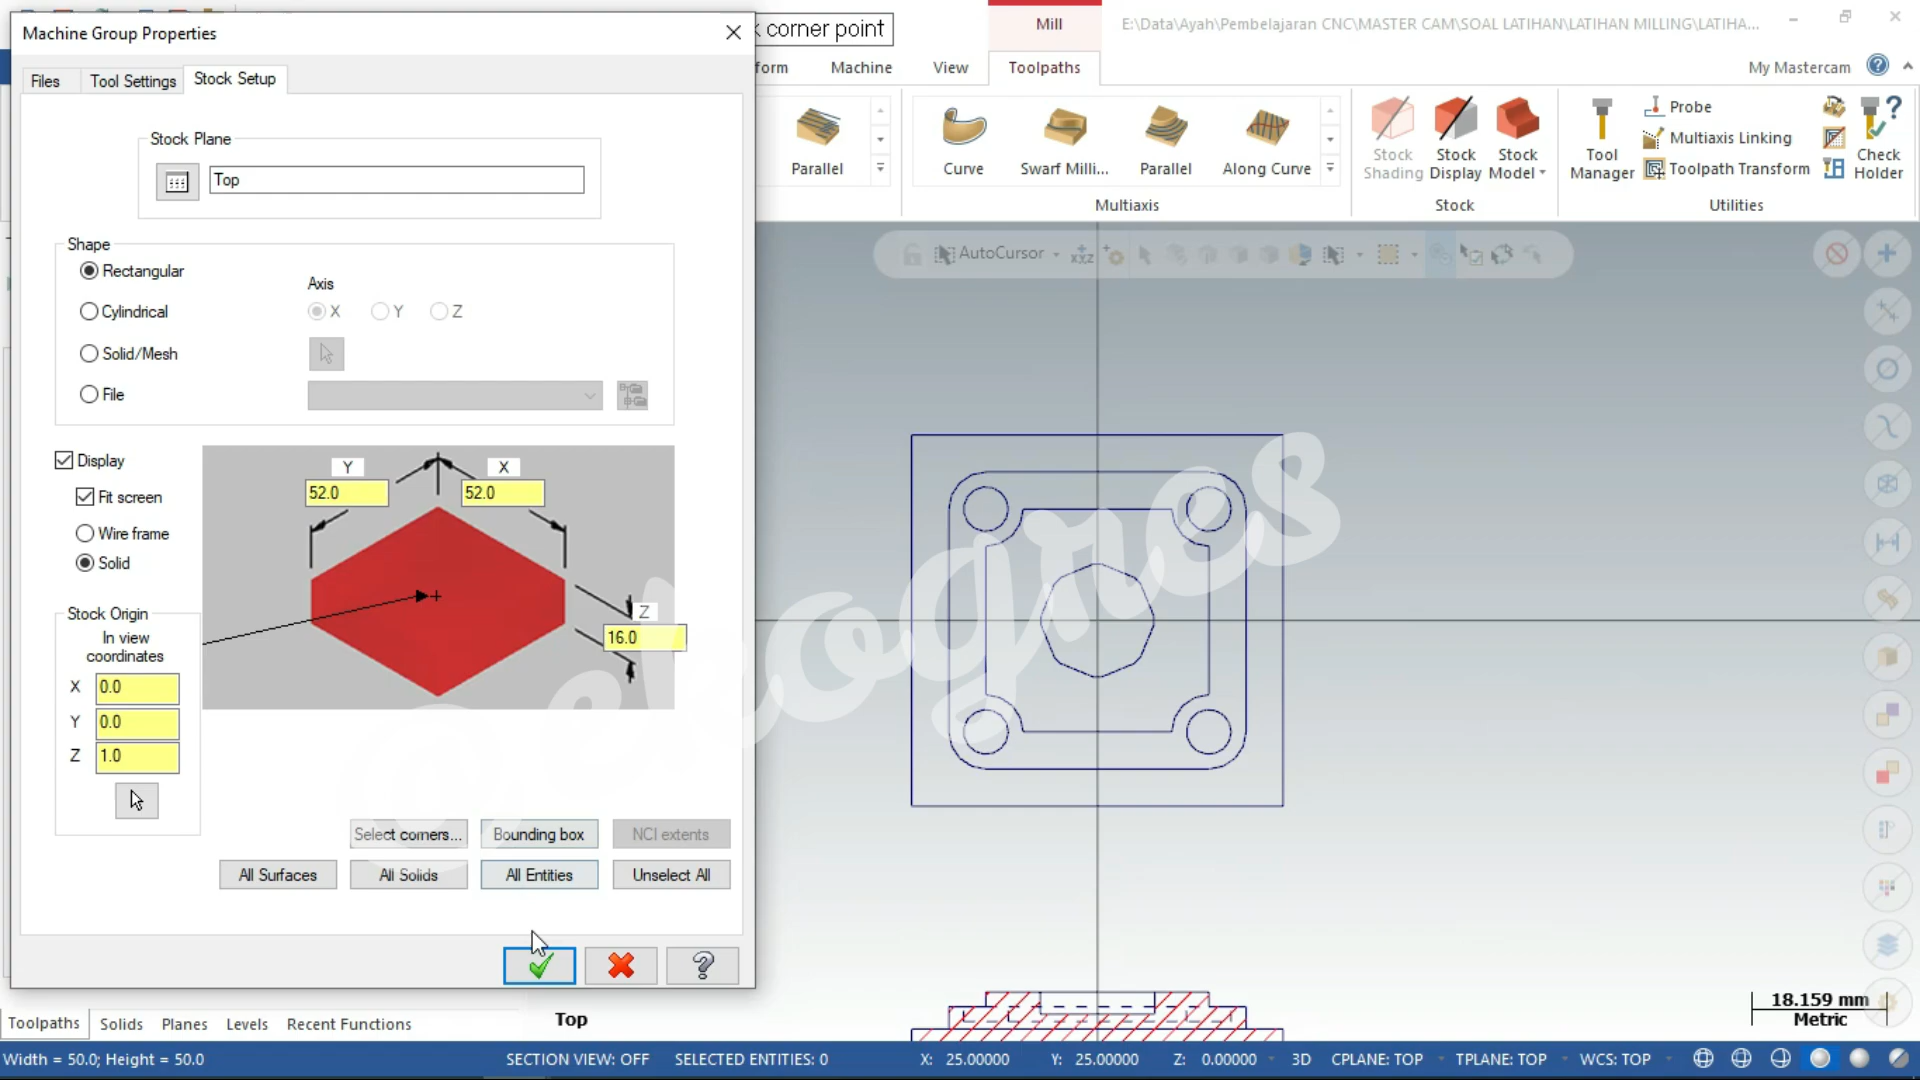 Machine Group Properties
k corner point
Mill
E:\Data\Ayah\Pembelajaran CNC\MASTER CAM\SOAL LATIHAN\LATIHAN MILLING\LATIHA...
Files
Tool Settings
Stock Setup
form
Machine
View
Toolpaths
My Mastercam
Stock Plane
Top
Parallel
Curve
Swarf Milli...
Parallel
Along Curve
Multiaxis
Stock
Shading
Stock
Display
Stock
Model
Stock
Tool
Manager
Probe
Multiaxis Linking
Toolpath Transform
Check
Holder
Utilities
Shape
Rectangular
Cylindrical
Solid/Mesh
File
Axis
X
Y
Z
AutoCursor
Display
Fit screen
Wire frame
Solid
Y
52.0
X
52.0
Z
16.0
Stock Origin
In view
coordinates
X 0.0
Y 0.0
Z 1.0
Select corners...
Bounding box
NCI extents
All Surfaces
All Solids
All Entities
Unselect All
@ekogres
18.159 mm
Metric
Toolpaths
Solids
Planes
Levels
Recent Functions
Top
Width = 50.0; Height = 50.0
SECTION VIEW: OFF
SELECTED ENTITIES: 0
X: 25.00000
Y: 25.00000
Z: 0.00000
3D
CPLANE: TOP
TPLANE: TOP
WCS: TOP